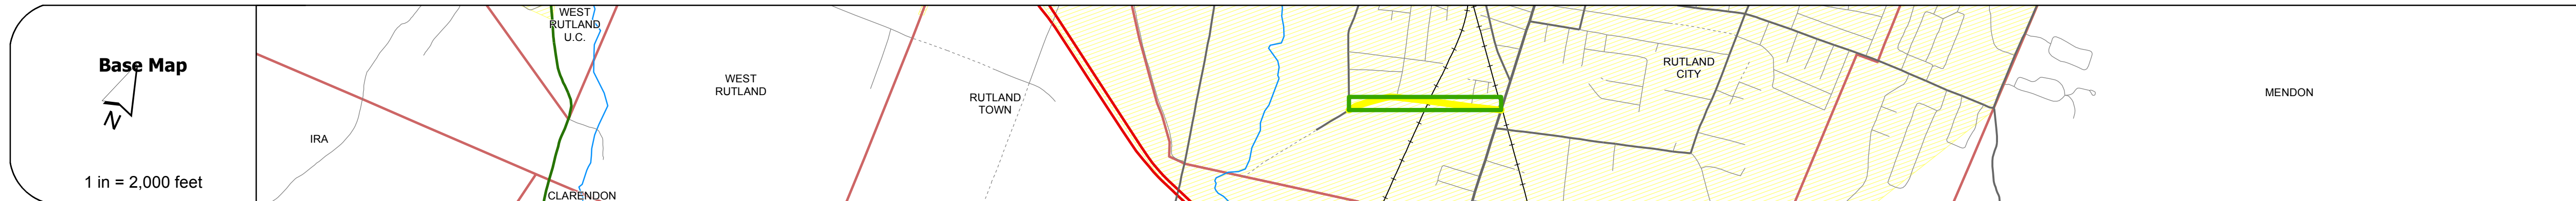 Base Map
N
1 in = 2,000 feet
IRA
WEST
RUTLAND
U.C.
CLARENDON
WEST
RUTLAND
RUTLAND
TOWN
RUTLAND
CITY
MENDON